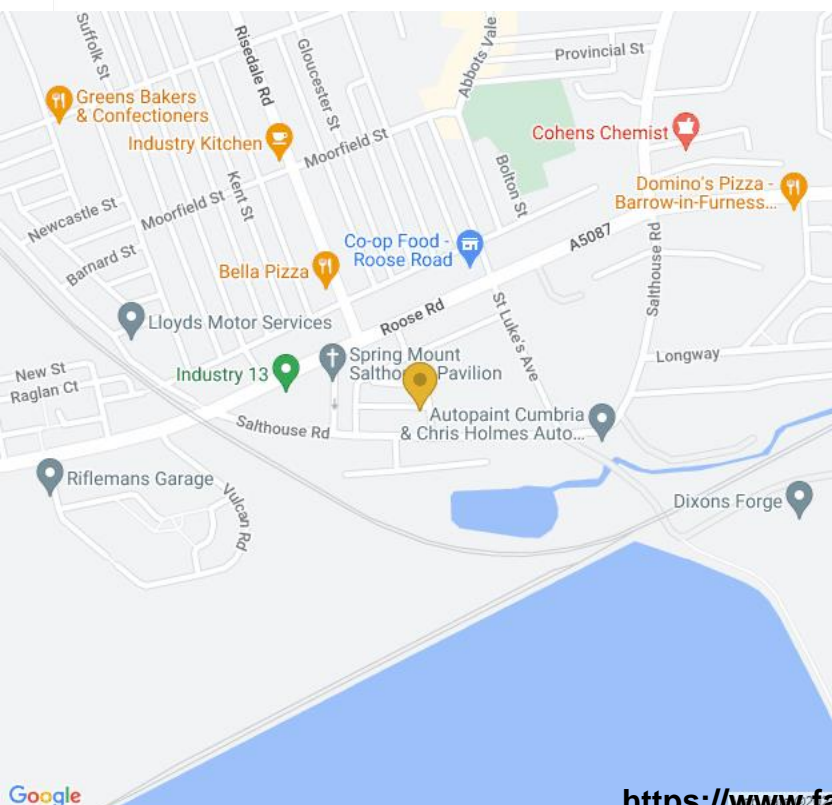 Suffolk St
Risedale Rd
Gloucester St
Abbots Vale
Provincial St
Greens Bakers
& Confectioners
Industry Kitchen
Moorfield St
Cohens Chemist
Kent St
Bolton St
Domino's Pizza -
Barrow-in-Furness...
Newcastle St
Moorfield St
Barnard St
Co-op Food -
Roose Road
A5087
Salthouse Rd
Bella Pizza
Roose Rd
St Luke's Ave
Lloyds Motor Services
Longway
New St
Raglan Ct
Industry 13
Spring Mount
Pavilion
Salthouse Rd
Autopaint Cumbria
& Chris Holmes Auto...
Riflemans Garage
Vulcan Rd
Dixons Forge
Google
https://www.fa